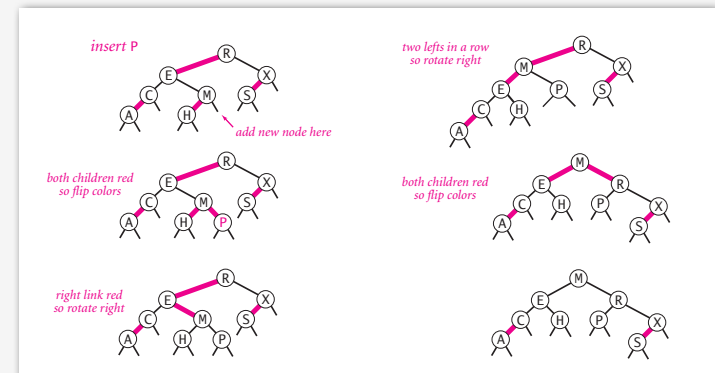 insert P
R
E
X
C
M
S
A
H
add new node here
both children red
so flip colors
R
E
X
C
M
S
A
H
P
right link red
so rotate right
R
E
X
C
M
S
A
H
P
two lefts in a row
so rotate right
R
M
X
E
P
S
C
H
A
both children red
so flip colors
M
E
R
C
H
P
X
A
S
M
E
R
C
H
P
X
A
S